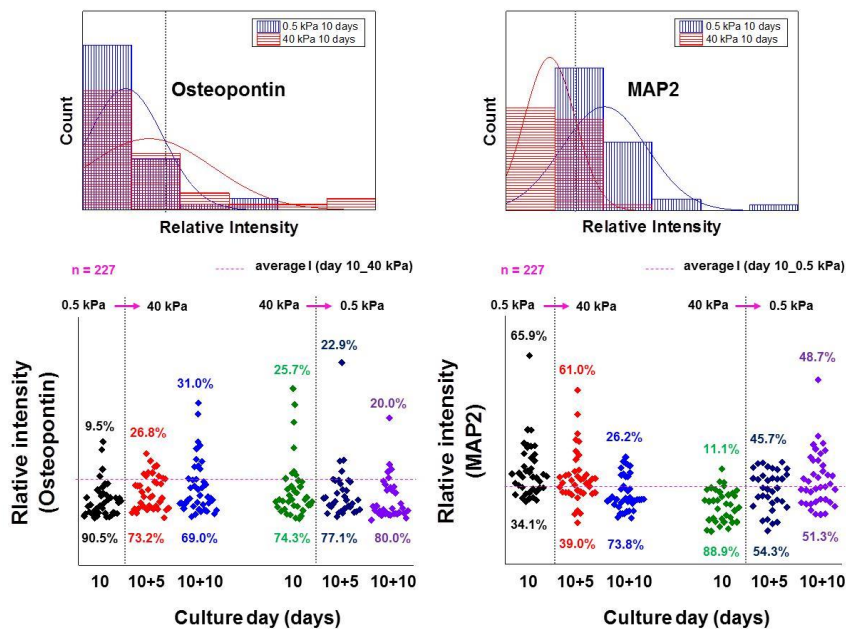 0.5 kPa 10 days
40 kPa 10 days
Osteopontin
Count
Relative Intensity
0.5 kPa 10 days
40 kPa 10 days
MAP2
Count
Relative Intensity
n = 227
average I (day 10_40 kPa)
0.5 kPa
40 kPa
40 kPa
0.5 kPa
Rlative intensity
(Osteopontin)
9.5%
26.8%
31.0%
25.7%
22.9%
20.0%
90.5%
73.2%
69.0%
74.3%
77.1%
80.0%
10
10+5
10+10
10
10+5
10+10
Culture day (days)
n = 227
average I (day 10_0.5 kPa)
0.5 kPa
40 kPa
40 kPa
0.5 kPa
Rlative intensity
(MAP2)
65.9%
61.0%
26.2%
11.1%
45.7%
48.7%
34.1%
39.0%
73.8%
88.9%
54.3%
51.3%
10
10+5
10+10
10
10+5
10+10
Culture day (days)